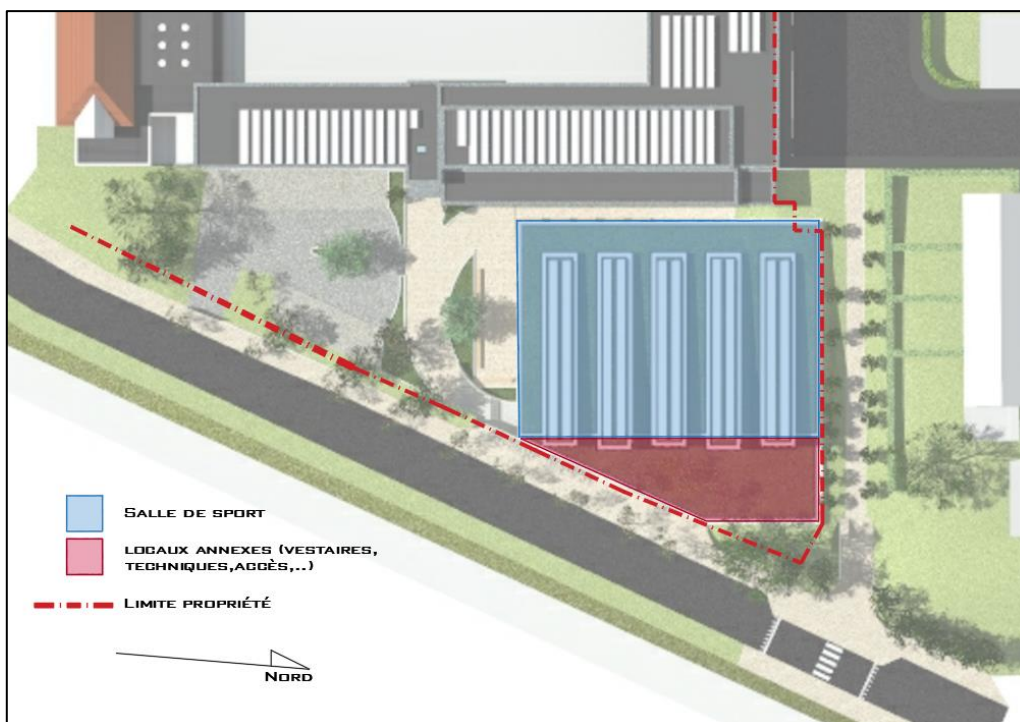 SALLE DE SPORT
LOCAUX ANNEXES (VESTAIRES,
TECHNIQUES,ACCÈS,..)
LIMITE PROPRIÉTÉ
NORD